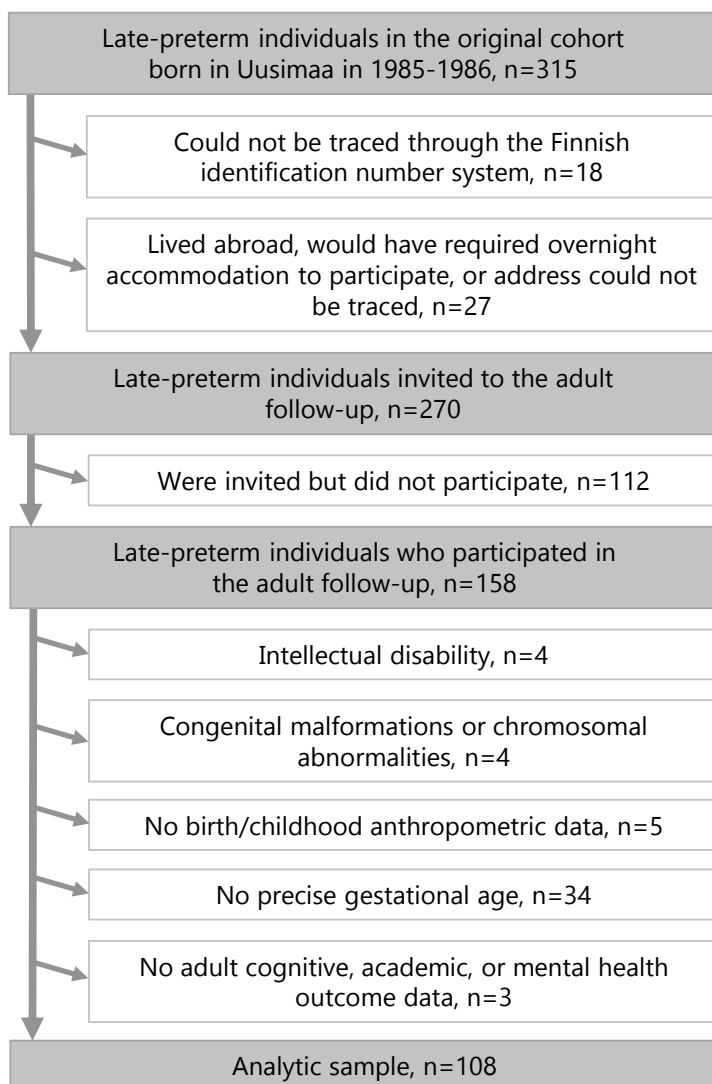 Late-preterm individuals in the original cohort
born in Uusimaa in 1985-1986, n=315
Could not be traced through the Finnish
identification number system, n=18
Lived abroad, would have required overnight
accommodation to participate, or address could not
be traced, n=27
Late-preterm individuals invited to the adult
follow-up, n=270
Were invited but did not participate, n=112
Late-preterm individuals who participated in
the adult follow-up, n=158
Intellectual disability, n=4
Congenital malformations or chromosomal
abnormalities, n=4
No birth/childhood anthropometric data, n=5
No precise gestational age, n=34
No adult cognitive, academic, or mental health
outcome data, n=3
Analytic sample, n=108